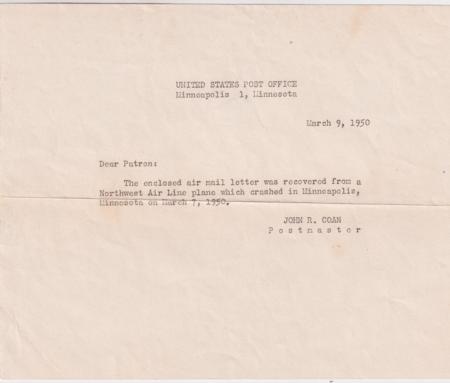 UNITED STATES POST OFFICE
Minneapolis 1, Minnesota
March 9, 1950
Dear Patron:
The enclosed air mail letter was recovered from a
Northwest Air Line plane which crashed in Minneapolis,
Minnesota on March 7, 1950.
JOHN R. COAN
Postmaster